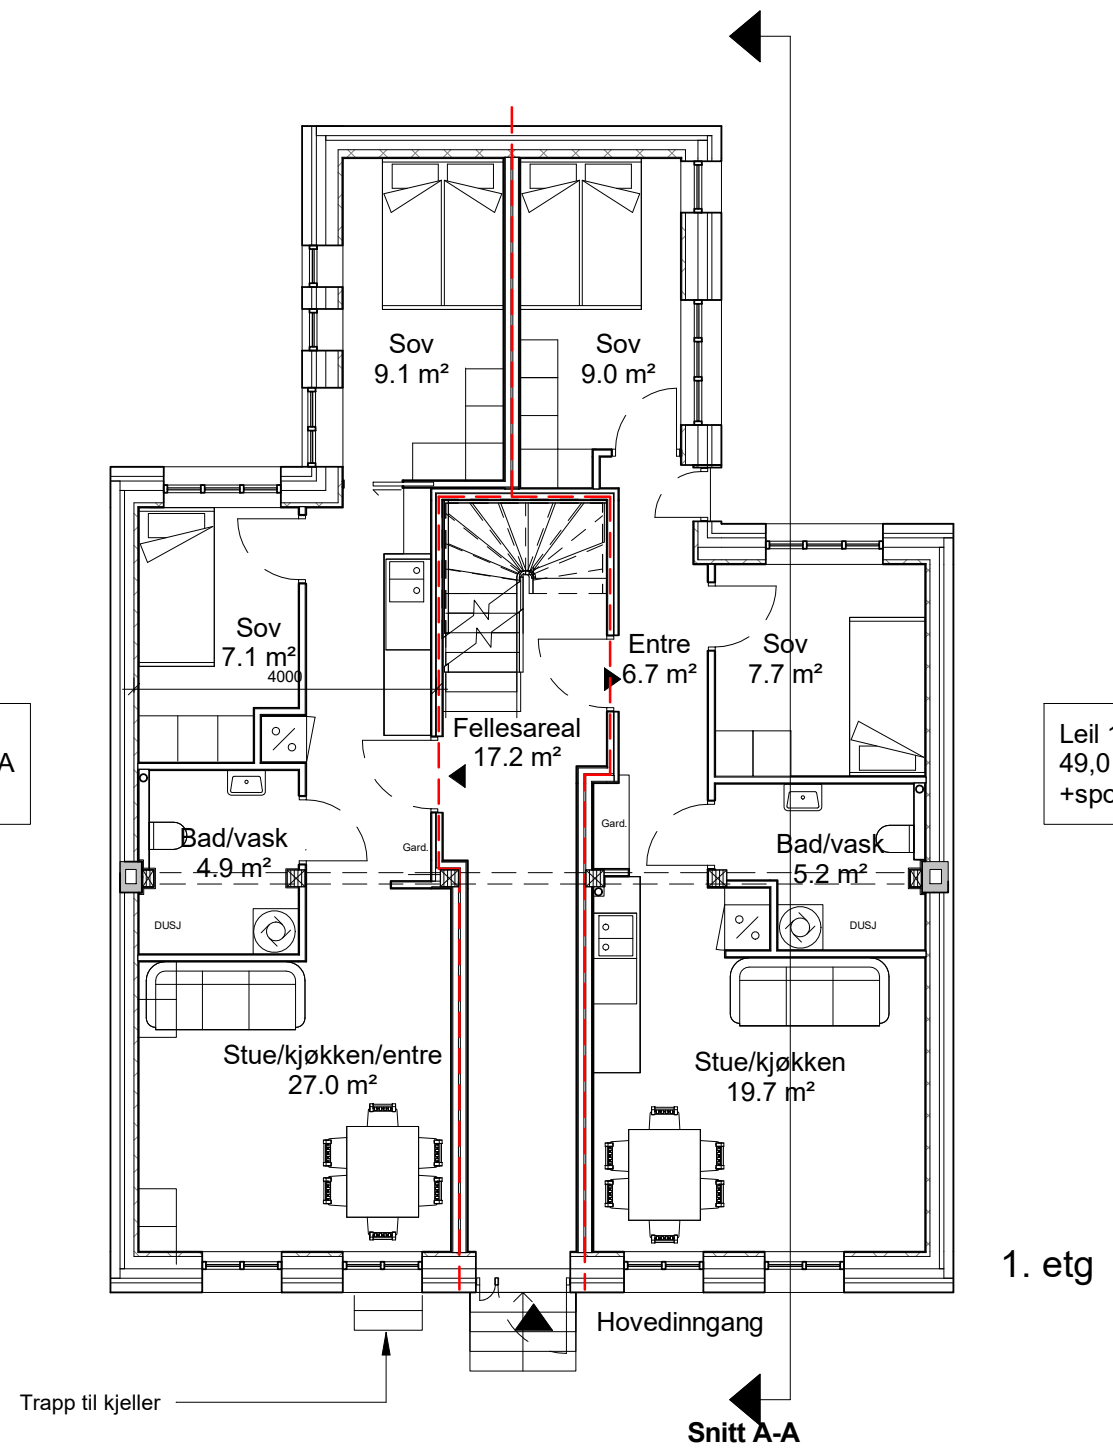 Sov
9.1 m²
Sov
9.0 m²
Sov
7.1 m²
4000
Entre
6.7 m²
Sov
7.7 m²
Fellesareal
17.2 m²
A
Leil
49,0
Gard.
Gard.
Bad/vask
4.9 m²
Bad/vask
5.2 m²
DUSJ
DUSJ
Stue/kjøkken/entre
27.0 m²
Stue/kjøkken
19.7 m²
1. etg
Hovedinngang
Trapp til kjeller
Snitt A-A